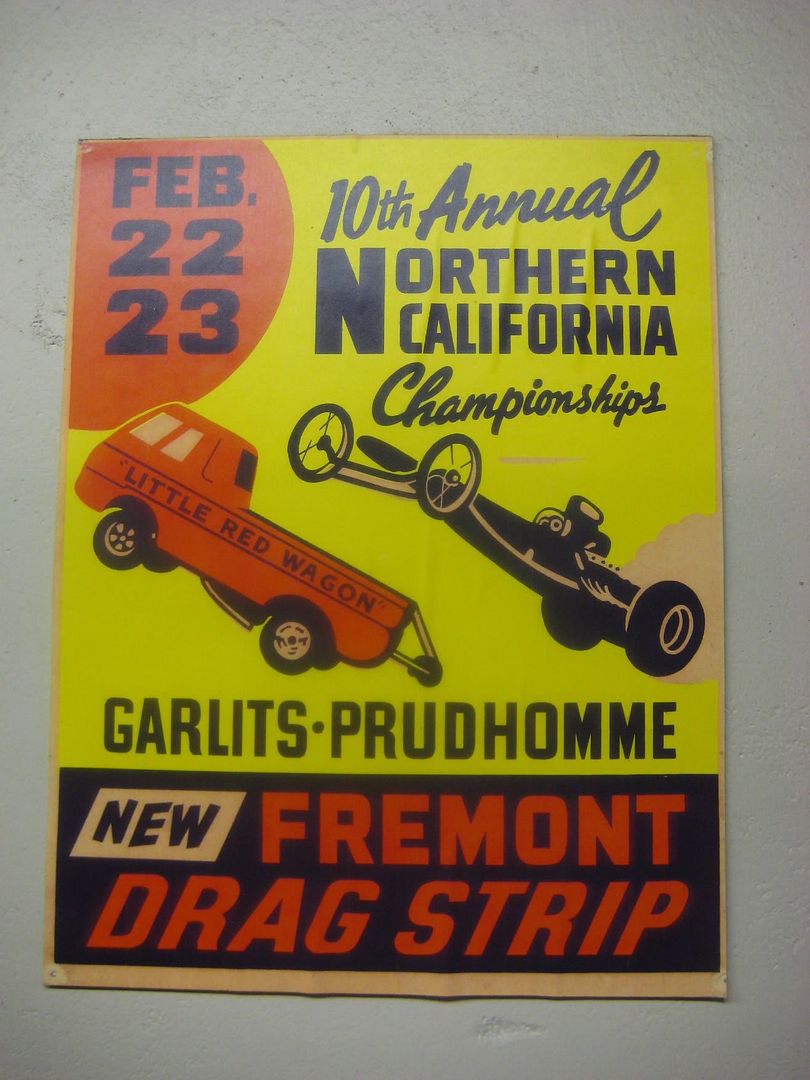 FEB.
22
23
10th Annual
NORTHERN
CALIFORNIA
Championships
"LITTLE RED WAGON"
GARLITS·PRUDHOMME
NEW FREMONT
DRAG STRIP